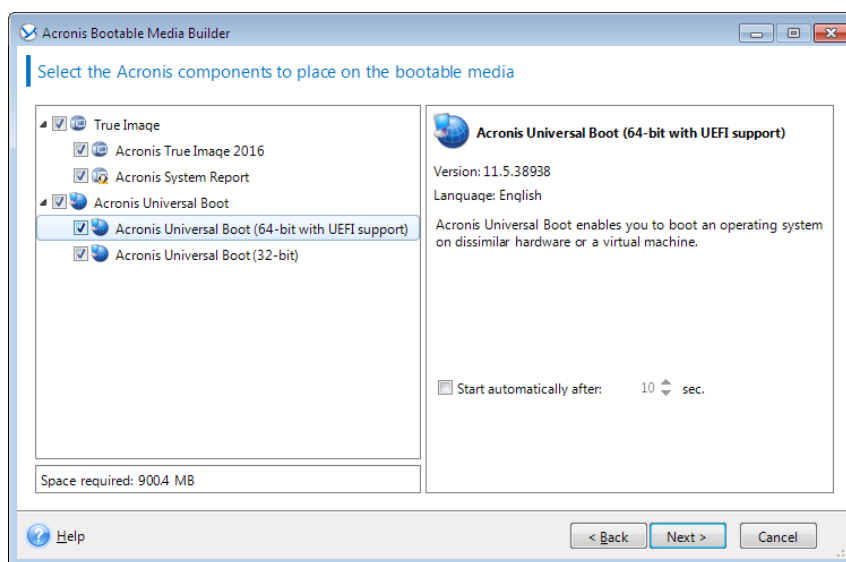 Acronis Bootable Media Builder
Select the Acronis components to place on the bootable media
True Image
Acronis True Image 2016
Acronis System Report
Acronis Universal Boot
Acronis Universal Boot (64-bit with UEFI support)
Acronis Universal Boot (32-bit)
Space required: 900.4 MB
Acronis Universal Boot (64-bit with UEFI support)
Version: 11.5.38938
Language: English
Acronis Universal Boot enables you to boot an operating system
on dissimilar hardware or a virtual machine.
Start automatically after: 10 sec.
Help
< Back
Next >
Cancel